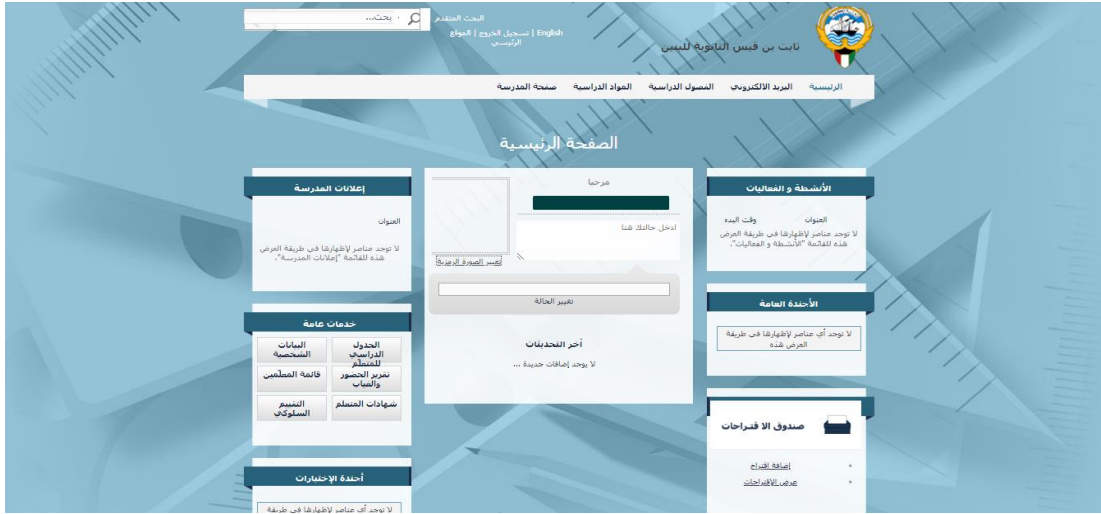 ثابت بن قيس الثانوية للبنين
البحث المتقدم
بحث...
English | تسجيل الخروج | الموقع
الرئيسي
الرئيسية البريد الالكتروني الفصول الدراسية المواد الدراسية صفحة المدرسة
الصفحة الرئيسية
الأنشطة و الفعاليات
العنوان وقت البدء
لا توجد عناصر لإظهارها في طريقة العرض
هذه للقائمة "الأنشطة و الفعاليات".
الأجندة العامة
لا توجد أي عناصر لإظهارها في طريقة
العرض هذه
صندوق الا قتراحات
إضافة اقتراح
عرض الإقتراحات
مرحبا
ادخل حالتك هنا
تغيير الصورة الرمزية
تغيير الحالة
أخر التحديثات
لا يوجد إضافات جديدة ...
إعلانات المدرسة
العنوان
لا توجد عناصر لإظهارها في طريقة العرض
هذه للقائمة "إعلانات المدرسة".
خدمات عامة
الجدول
الدراسي
للمتعلم
البيانات
الشخصية
تقرير الحضور
والغياب
قائمة المعلمين
شهادات المتعلم
التقييم
السلوكي
أجندة الإختبارات
لا توجد أي عناصر لإظهارها في طريقة